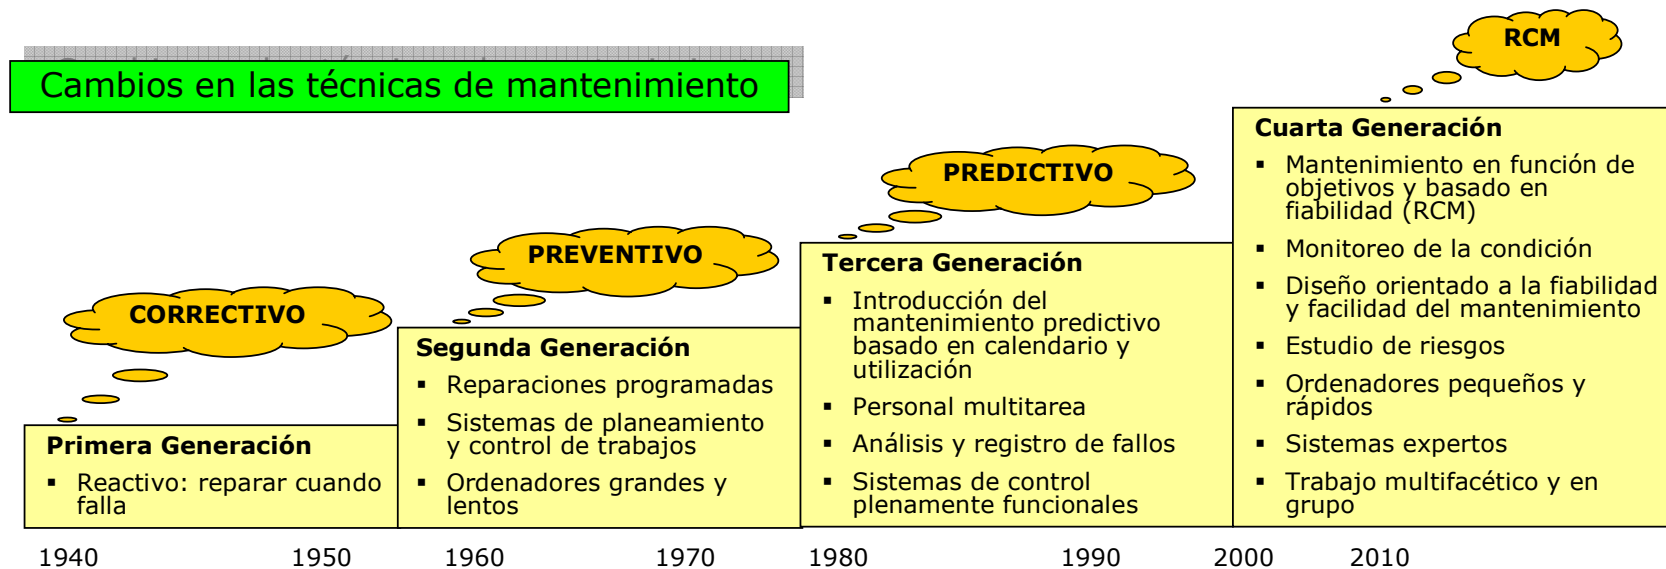 Cambios en las técnicas de mantenimiento
RCM
PREDICTIVO
PREVENTIVO
CORRECTIVO
Primera Generación
▪ Reactivo: reparar cuando
falla
Segunda Generación
▪ Reparaciones programadas
▪ Sistemas de planeamiento
y control de trabajos
▪ Ordenadores grandes y
lentos
Tercera Generación
▪ Introducción del
mantenimiento predictivo
basado en calendario y
utilización
▪ Personal multitarea
▪ Análisis y registro de fallos
▪ Sistemas de control
plenamente funcionales
Cuarta Generación
▪ Mantenimiento en función de
objetivos y basado en
fiabilidad (RCM)
▪ Monitoreo de la condición
▪ Diseño orientado a la fiabilidad
y facilidad del mantenimiento
▪ Estudio de riesgos
▪ Ordenadores pequeños y
rápidos
▪ Sistemas expertos
▪ Trabajo multifacético y en
grupo
1940 1950 1960 1970 1980 1990 2000 2010